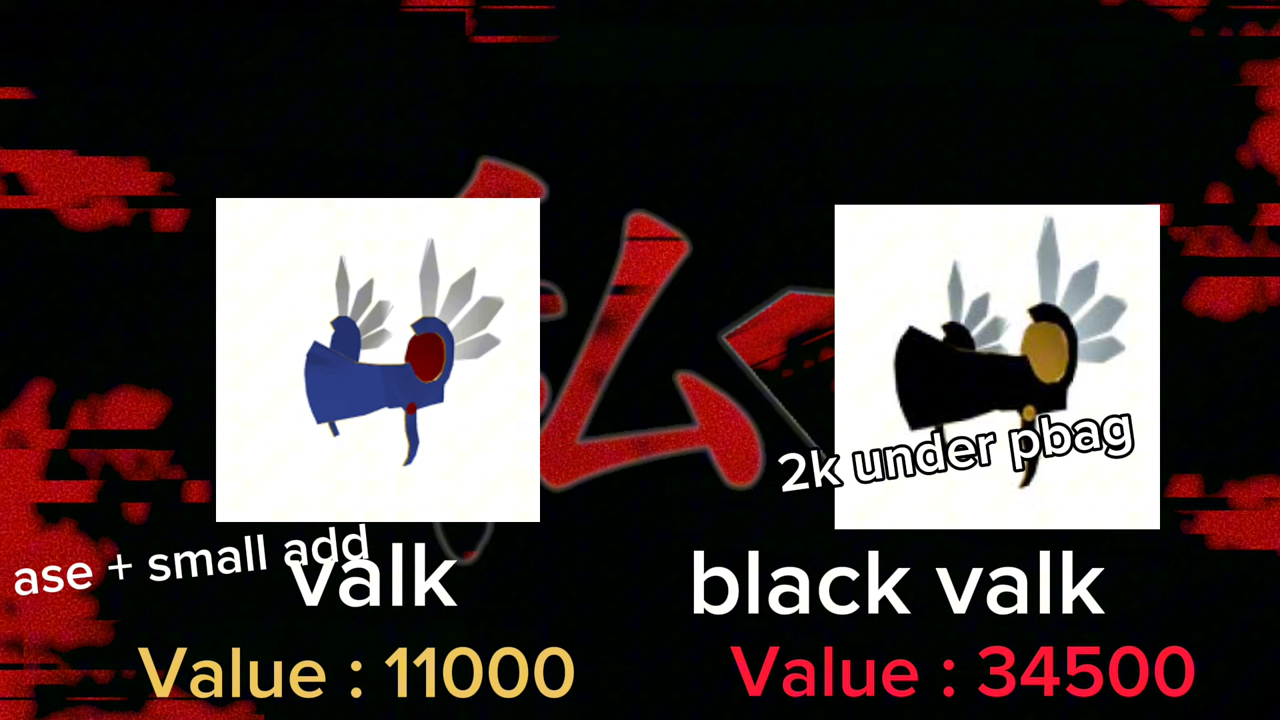 2k under pbag
ase + small add
valk
black valk
Value : 11000
Value : 34500